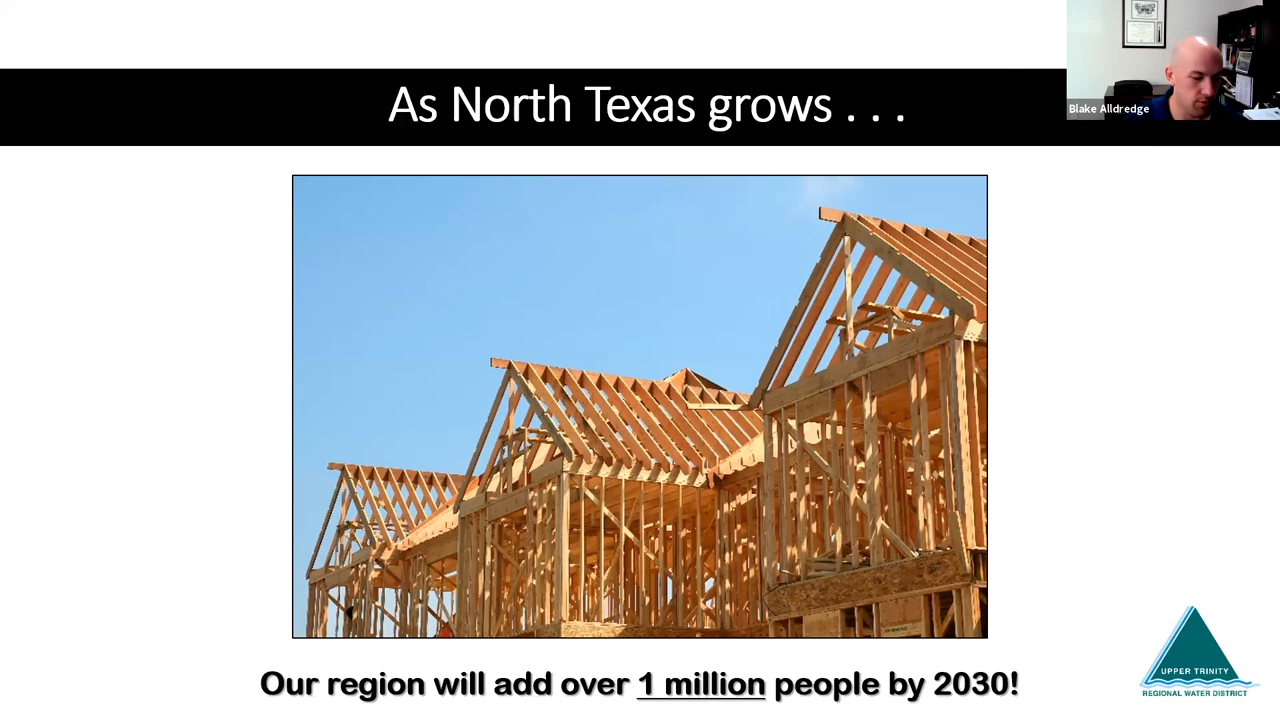 As North Texas grows . . .
Blake Alldredge
Our region will add over 1 million people by 2030!
UPPER TRINITY
REGIONAL WATER DISTRICT